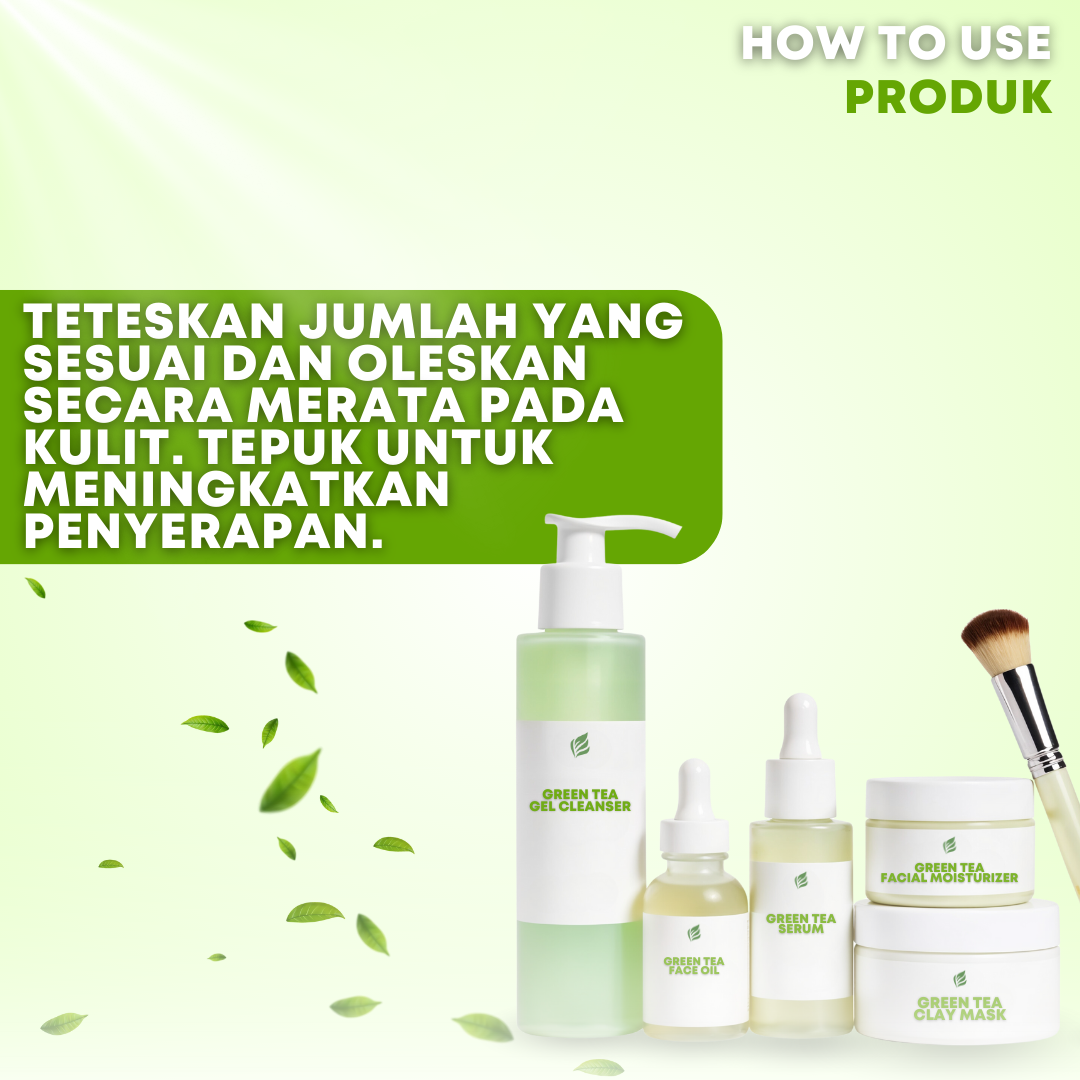 HOW TO USE
PRODUK
TETESKAN JUMLAH YANG
SESUAI DAN OLESKAN
SECARA MERATA PADA
KULIT. TEPUK UNTUK
MENINGKATKAN
PENYERAPAN.
GREEN TEA
GEL CLEANSER
GREEN TEA
FACE OIL
GREEN TEA
SERUM
GREEN TEA
FACIAL MOISTURIZER
GREEN TEA
CLAY MASK